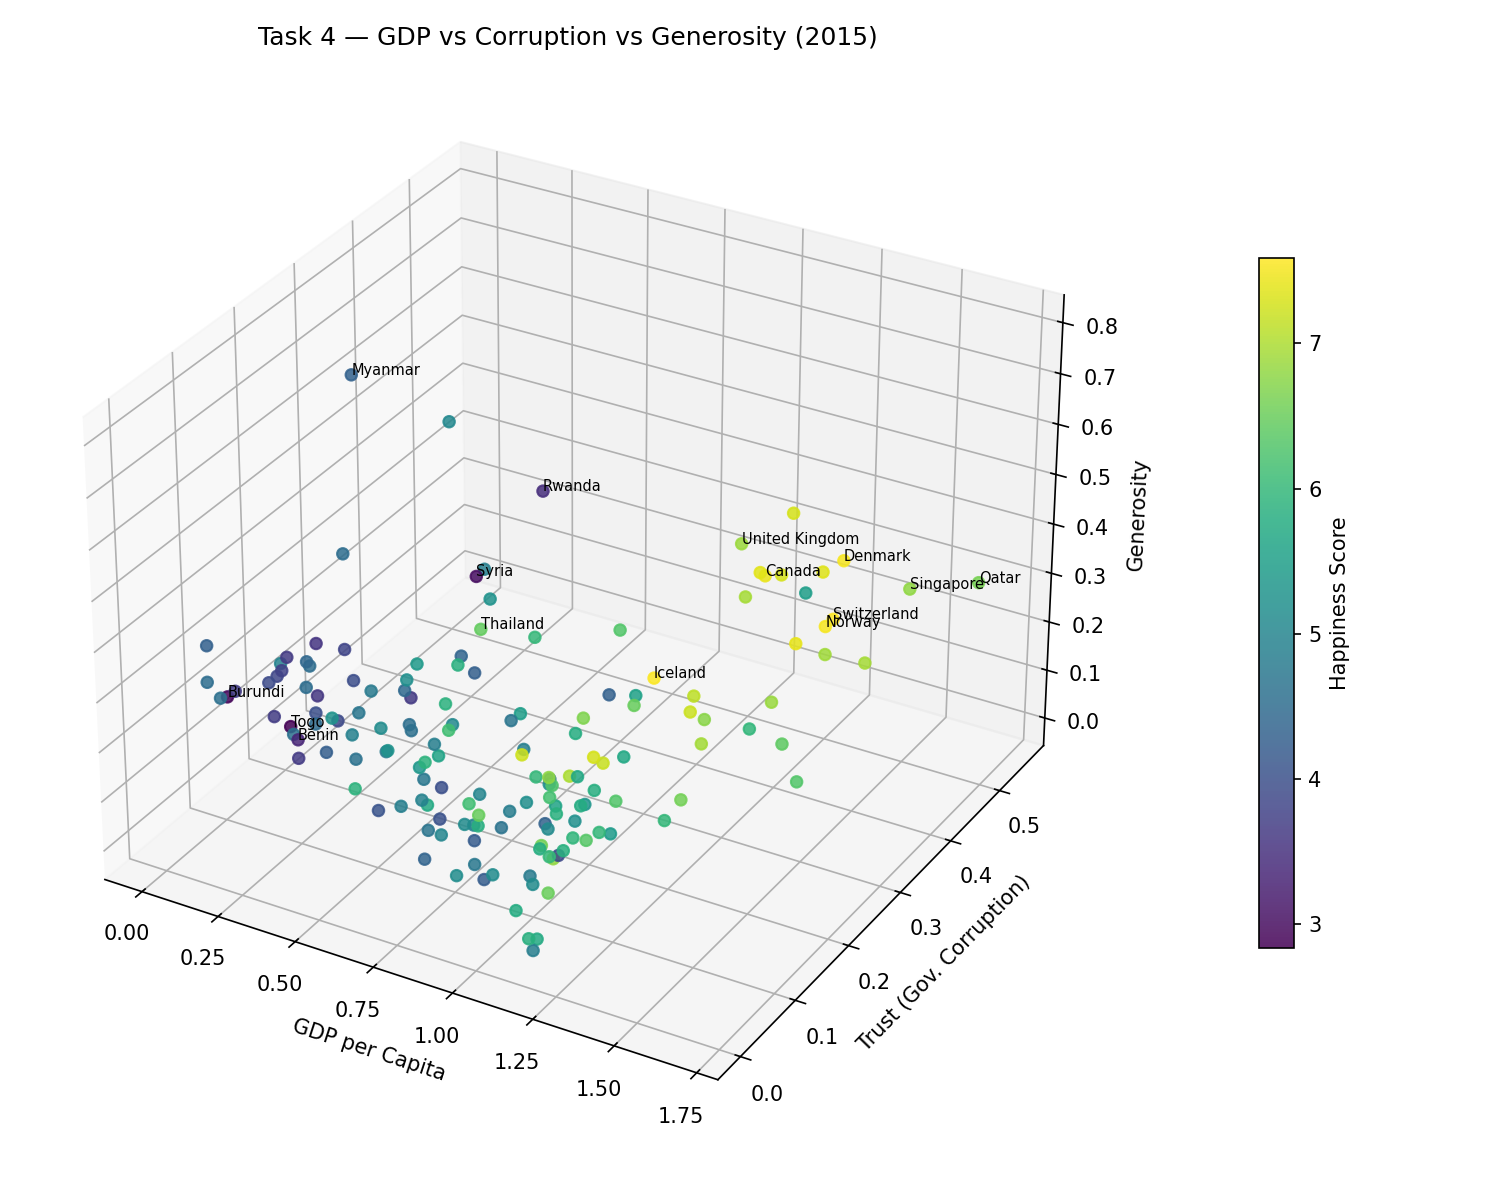 Task 4 — GDP vs Corruption vs Generosity (2015)
Myanmar
Rwanda
United Kingdom
Denmark
Syria
Canada
Singapore
Qatar
Thailand
Switzerland
Norway
Iceland
Burundi
Togo
Benin
0.00
0.25
0.50
0.75
1.00
1.25
1.50
1.75
GDP per Capita
0.0
0.1
0.2
0.3
0.4
0.5
Trust (Gov. Corruption)
0.8
0.7
0.6
0.5
0.4
0.3
0.2
0.1
0.0
Generosity
7
6
5
4
3
Happiness Score